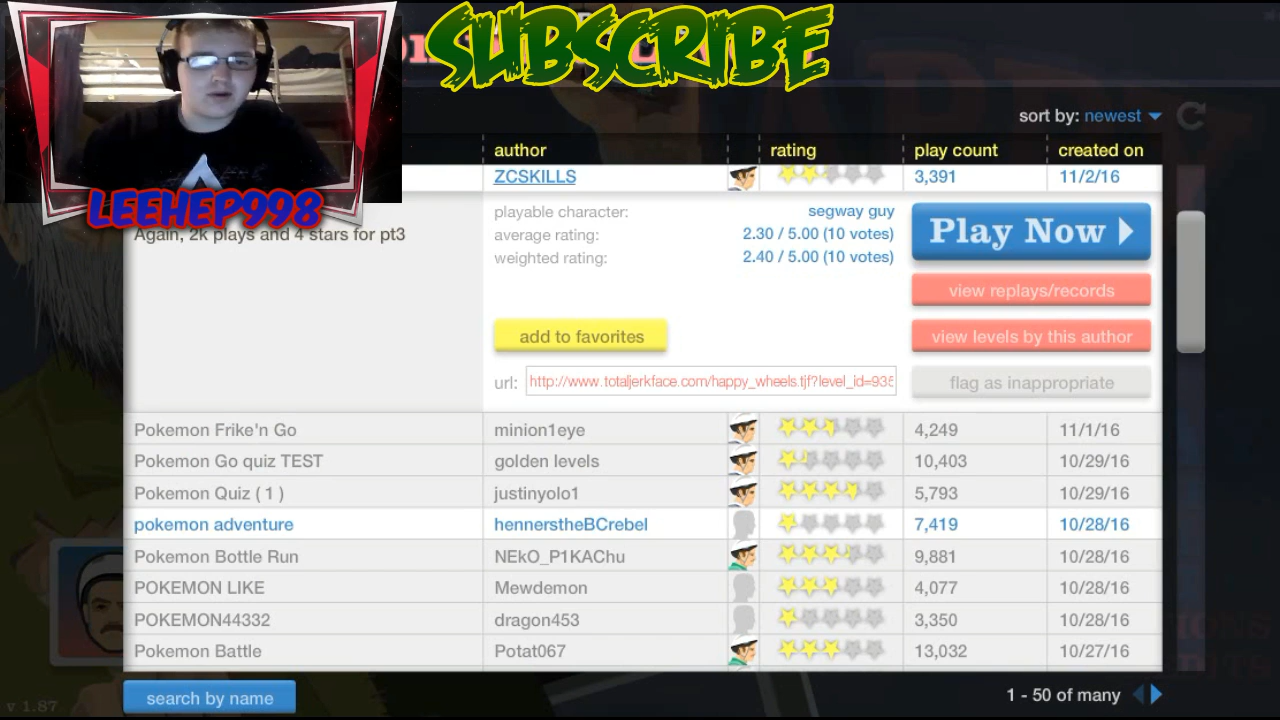 SUBSCRIBE
LEEHEP998
sort by: newest
author rating play count created on
ZCSKILLS 3,391 11/2/16
Again, 2k plays and 4 stars for pt3
playable character: segway guy
average rating: 2.30 / 5.00 (10 votes)
weighted rating: 2.40 / 5.00 (10 votes)
Play Now
view replays/records
add to favorites
view levels by this author
url: http://www.totaljerkface.com/happy_wheels.tjf?level_id=935
flag as inappropriate
Pokemon Frike'n Go minion1eye 4,249 11/1/16
Pokemon Go quiz TEST golden levels 10,403 10/29/16
Pokemon Quiz ( 1 ) justinyolo1 5,793 10/29/16
pokemon adventure hennerstheBCrebel 7,419 10/28/16
Pokemon Bottle Run NEkO_P1KAChu 9,881 10/28/16
POKEMON LIKE Mewdemon 4,077 10/28/16
POKEMON44332 dragon453 3,350 10/28/16
Pokemon Battle Potat067 13,032 10/27/16
search by name
1 - 50 of many
v 1.87